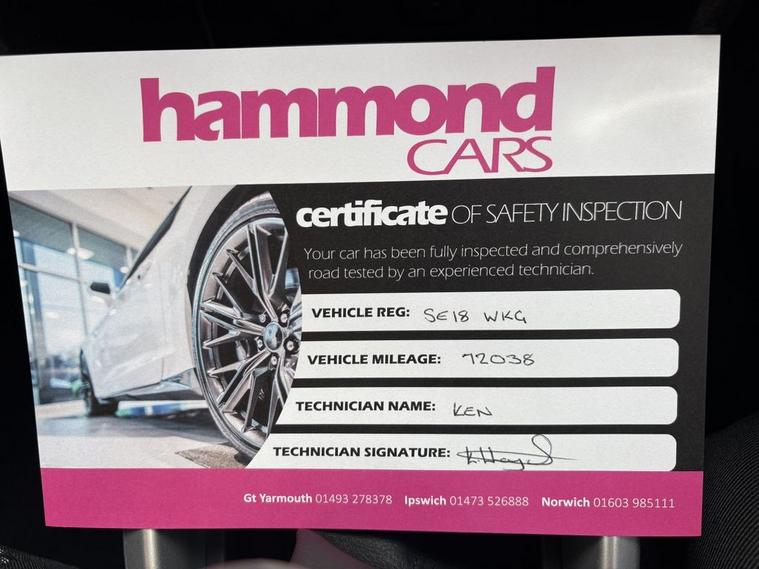 hammond
CARS
certificate OF SAFETY INSPECTION
Your car has been fully inspected and comprehensively
road tested by an experienced technician.
VEHICLE REG: SE18 WKG
VEHICLE MILEAGE: 72038
TECHNICIAN NAME: KEN
TECHNICIAN SIGNATURE:
Gt Yarmouth 01493 278378 Ipswich 01473 526888 Norwich 01603 985111